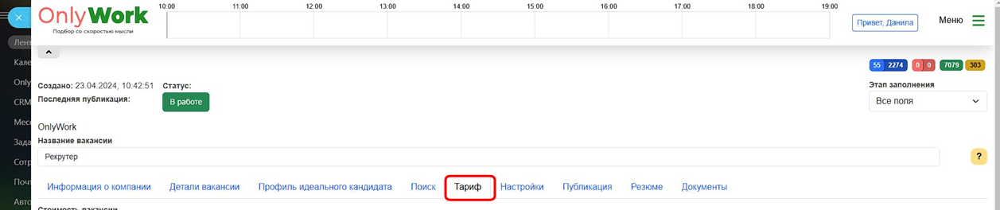 10:00 11:00 12:00 13:00 14:00 15:00 16:00 17:00 18:00 19:00
OnlyWork
Подбор со скоростью мысли
Привет, Данила
Меню
55 2274 0 0 7079 303
Создано: 23.04.2024, 10:42:51 Статус:
Последняя публикация:
В работе
Этап заполнения
Все поля
OnlyWork
Название вакансии
Рекрутер
?
Информация о компании Детали вакансии Профиль идеального кандидата Поиск Тариф Настройки Публикация Резюме Документы
Стоимость вакансии
Лент
Кале
Only
CRM
Месс
Зада
Сотр
Почт
Авто